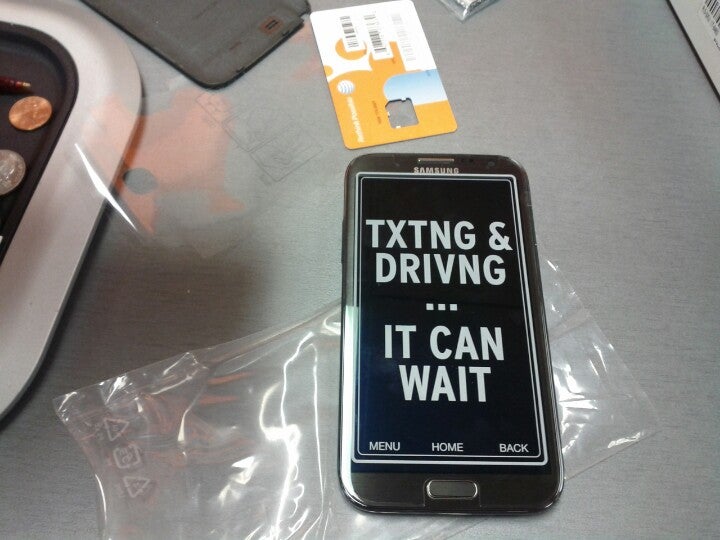 SAMSUNG
TXTNG &
DRIVNG
...
IT CAN
WAIT
MENU HOME BACK